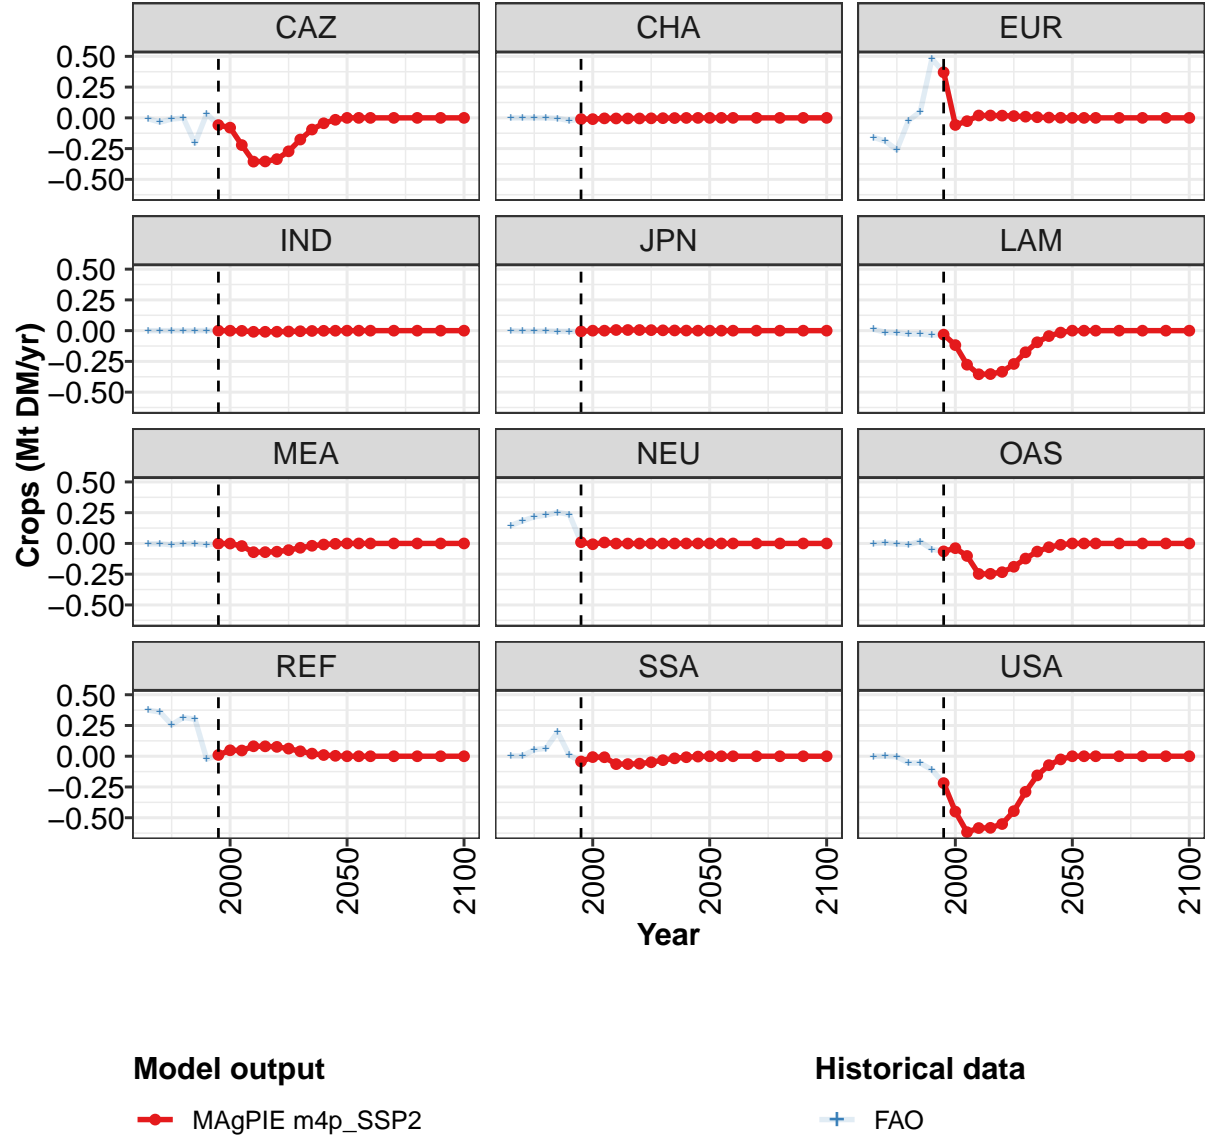 CAZ CHA EUR
0.50
0.25
0.00
−0.25
−0.50
IND JPN LAM
0.50
0.25
0.00
−0.25
−0.50
Crops (Mt DM/yr)
MEA NEU OAS
0.50
0.25
0.00
−0.25
−0.50
REF SSA USA
0.50
0.25
0.00
−0.25
−0.50
2000 2050 2100 2000 2050 2100 2000 2050 2100
Year
Model output Historical data
MAgPIE m4p_SSP2 FAO